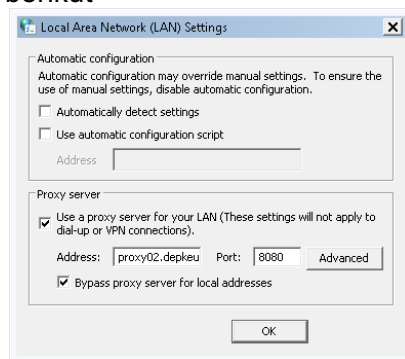 berikut
Local Area Network (LAN) Settings
Automatic configuration
Automatic configuration may override manual settings. To ensure the
use of manual settings, disable automatic configuration.
Automatically detect settings
Use automatic configuration script
Address
Proxy server
Use a proxy server for your LAN (These settings will not apply to
dial-up or VPN connections).
Address: proxy02.depkeu Port: 8080 Advanced
Bypass proxy server for local addresses
OK